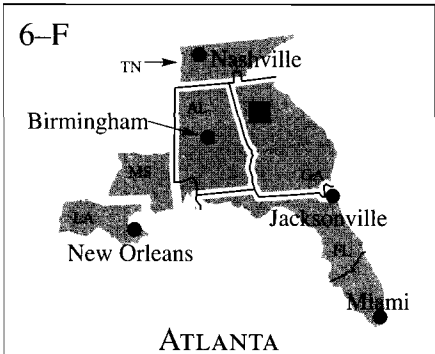 6–F
TN
Nashville
AL
Birmingham
MS
GA
LA
Jacksonville
New Orleans
FL
Miami
ATLANTA